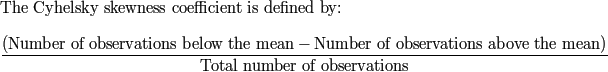 The Cyhelsky skewness coefficient is defined by:
(Number of observations below the mean − Number of observations above the mean)
Total number of observations